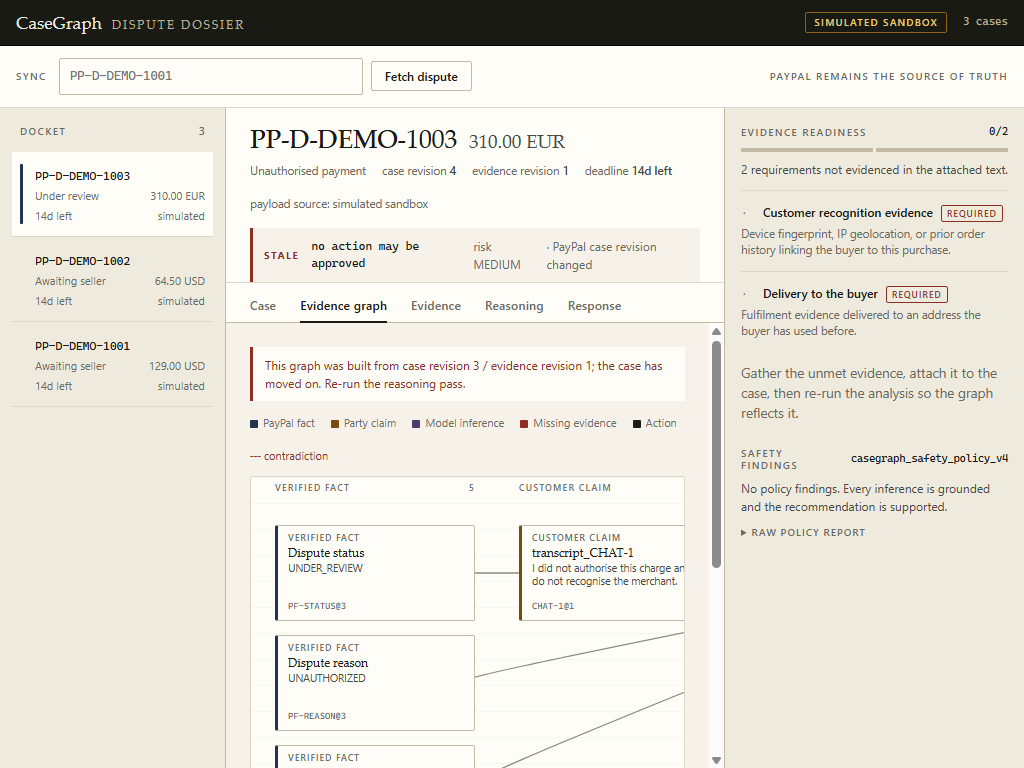 CaseGraph DISPUTE DOSSIER
SIMULATED SANDBOX
3 cases
SYNC
PP-D-DEMO-1001
Fetch dispute
PAYPAL REMAINS THE SOURCE OF TRUTH
DOCKET 3
PP-D-DEMO-1003
Under review 310.00 EUR
14d left simulated
PP-D-DEMO-1002
Awaiting seller 64.50 USD
14d left simulated
PP-D-DEMO-1001
Awaiting seller 129.00 USD
14d left simulated
PP-D-DEMO-1003 310.00 EUR
Unauthorised payment case revision 4 evidence revision 1 deadline 14d left
payload source: simulated sandbox
STALE
no action may be
approved
risk
MEDIUM
· PayPal case revision
changed
Case Evidence graph Evidence Reasoning Response
This graph was built from case revision 3 / evidence revision 1; the case has
moved on. Re-run the reasoning pass.
PayPal fact Party claim Model inference Missing evidence Action
--- contradiction
VERIFIED FACT 5
CUSTOMER CLAIM
VERIFIED FACT
Dispute status
UNDER_REVIEW
PF-STATUS@3
CUSTOMER CLAIM
transcript_CHAT-1
I did not authorise this charge an
do not recognise the merchant.
CHAT-1@1
VERIFIED FACT
Dispute reason
UNAUTHORIZED
PF-REASON@3
VERIFIED FACT
EVIDENCE READINESS 0/2
2 requirements not evidenced in the attached text.
· Customer recognition evidence REQUIRED
Device fingerprint, IP geolocation, or prior order
history linking the buyer to this purchase.
· Delivery to the buyer REQUIRED
Fulfilment evidence delivered to an address the
buyer has used before.
Gather the unmet evidence, attach it to the
case, then re-run the analysis so the graph
reflects it.
SAFETY
FINDINGS
casegraph_safety_policy_v4
No policy findings. Every inference is grounded
and the recommendation is supported.
RAW POLICY REPORT